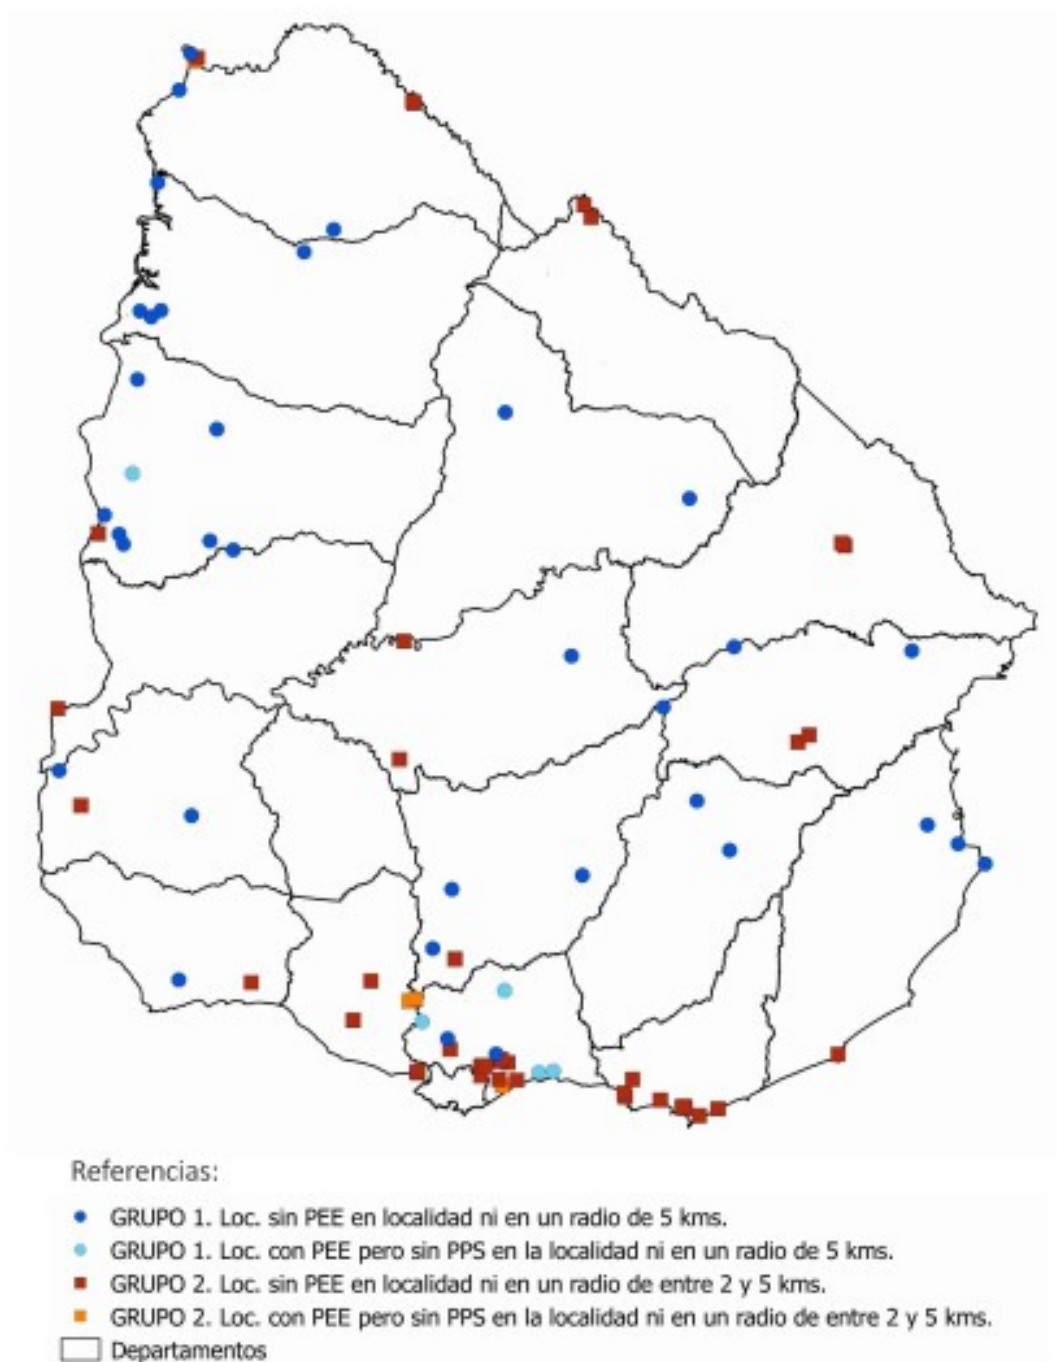 Referencias:
GRUPO 1. Loc. sin PEE en localidad ni en un radio de 5 kms.
GRUPO 1. Loc. con PEE pero sin PPS en la localidad ni en un radio de 5 kms.
GRUPO 2. Loc. sin PEE en localidad ni en un radio de entre 2 y 5 kms.
GRUPO 2. Loc. con PEE pero sin PPS en la localidad ni en un radio de entre 2 y 5 kms.
Departamentos